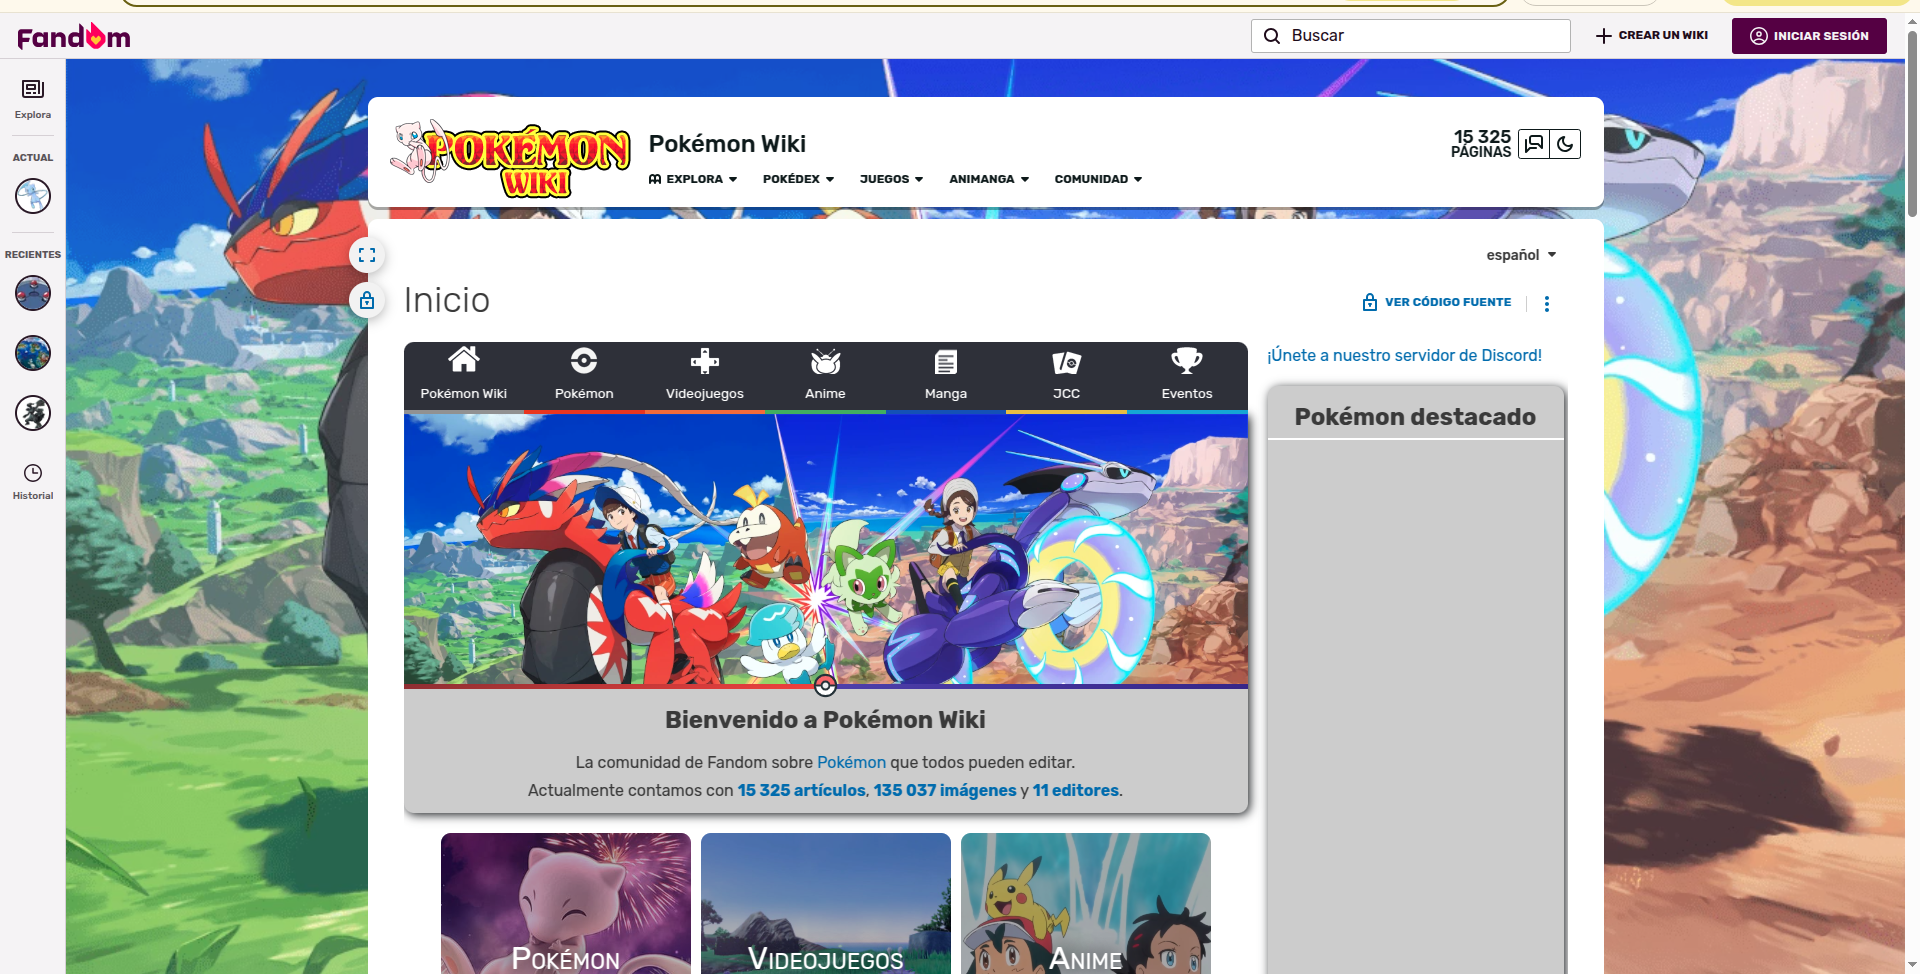 Fandom
Buscar
CREAR UN WIKI
INICIAR SESIÓN
Explora
ACTUAL
RECIENTES
Historial
POKÉMON
WIKI
Pokémon Wiki
EXPLORA
POKÉDEX
JUEGOS
ANIMANGA
COMUNIDAD
15 325
PÁGINAS
español
Inicio
VER CÓDIGO FUENTE
Pokémon Wiki
Pokémon
Videojuegos
Anime
Manga
JCC
Eventos
¡Únete a nuestro servidor de Discord!
Pokémon destacado
Bienvenido a Pokémon Wiki
La comunidad de Fandom sobre Pokémon que todos pueden editar.
Actualmente contamos con 15 325 artículos, 135 037 imágenes y 11 editores.
Pokémon
Videojuegos
Anime